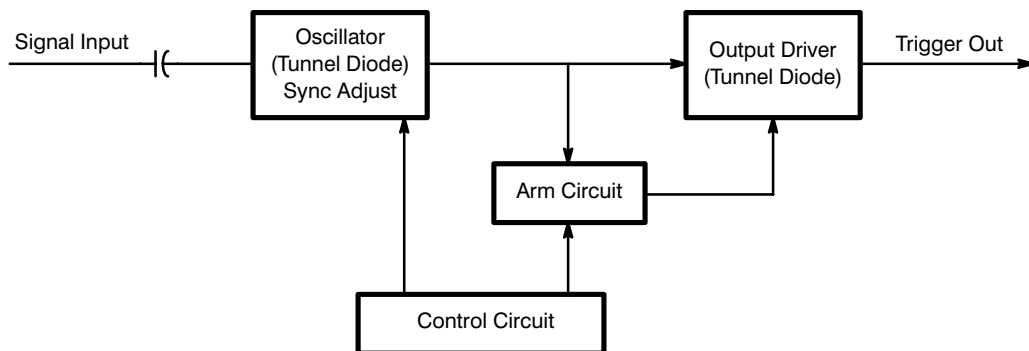 Signal Input
Oscillator
(Tunnel Diode)
Sync Adjust
Output Driver
(Tunnel Diode)
Trigger Out
Arm Circuit
Control Circuit